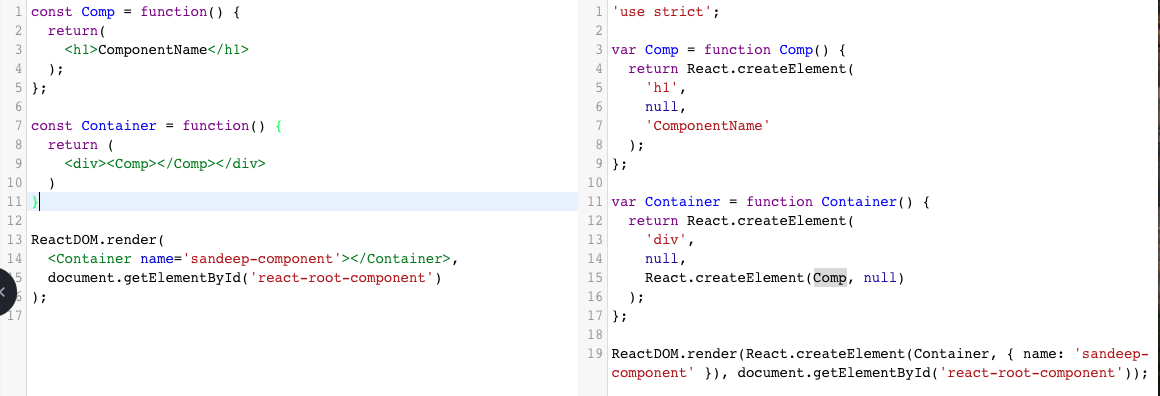 1 const Comp = function() {
2   return(
3     <h1>ComponentName</h1>
4   );
5 };
6
7 const Container = function() {
8   return (
9     <div><Comp></Comp></div>
10   )
11 }
12
13 ReactDOM.render(
14   <Container name='sandeep-component'></Container>,
5   document.getElementById('react-root-component')
6 );
17
1 'use strict';
2
3 var Comp = function Comp() {
4   return React.createElement(
5     'h1',
6     null,
7     'ComponentName'
8   );
9 };
10
11 var Container = function Container() {
12   return React.createElement(
13     'div',
14     null,
15     React.createElement(Comp, null)
16   );
17 };
18
19 ReactDOM.render(React.createElement(Container, { name: 'sandeep-
component' }), document.getElementById('react-root-component'));